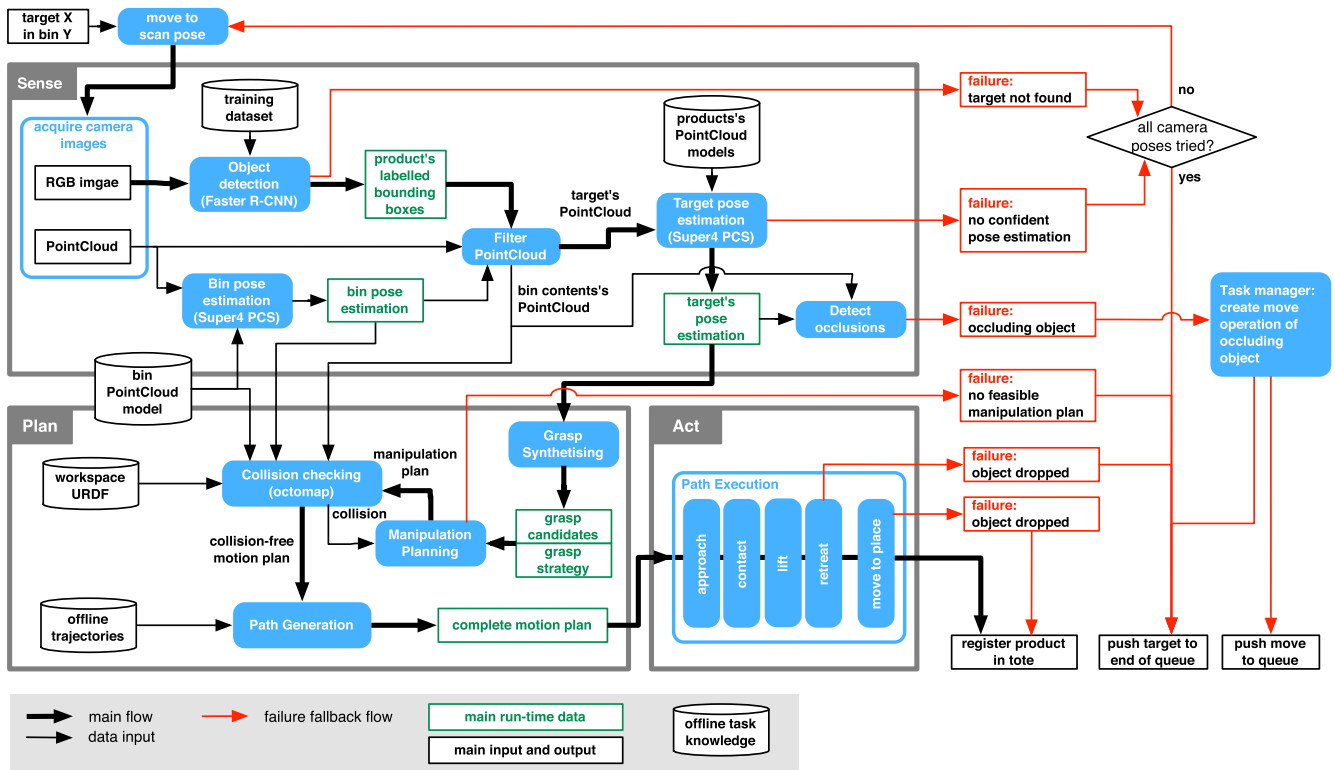 target X
in bin Y
move to
scan pose
Sense
acquire camera
images
RGB imgae
PointCloud
training
dataset
Object
detection
(Faster R-CNN)
product's
labelled
bounding
boxes
products's
PointCloud
models
target's
PointCloud
Target pose
estimation
(Super4 PCS)
Filter
PointCloud
Bin pose
estimation
(Super4 PCS)
bin pose
estimation
bin contents's
PointCloud
target's
pose
estimation
Detect
occlusions
bin
PointCloud
model
failure:
target not found
no
all camera
poses tried?
yes
failure:
no confident
pose estimation
failure:
occluding object
Task manager:
create move
operation of
occluding
object
failure:
no feasible
manipulation plan
failure:
object dropped
failure:
object dropped
Plan
workspace
URDF
Collision checking
(octomap)
manipulation
plan
collision
Grasp
Synthetising
Manipulation
Planning
grasp
candidates
grasp
strategy
collision-free
motion plan
offline
trajectories
Path Generation
complete motion plan
Act
Path Execution
approach
contact
lift
retreat
move to place
register product
in tote
push target to
end of queue
push move
to queue
main flow
data input
failure fallback flow
main run-time data
main input and output
offline task
knowledge